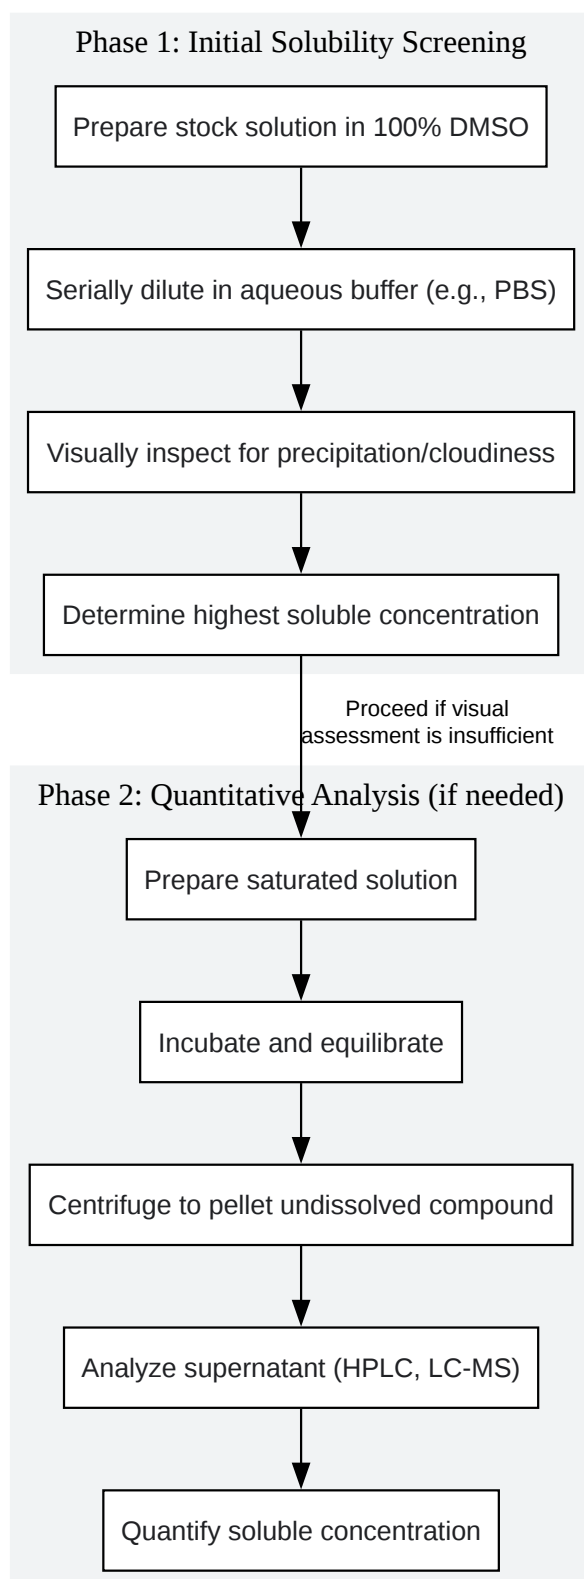 Phase 1: Initial Solubility Screening
Prepare stock solution in 100% DMSO
Serially dilute in aqueous buffer (e.g., PBS)
Visually inspect for precipitation/cloudiness
Determine highest soluble concentration
Proceed if visual
assessment is insufficient
Phase 2: Quantitative Analysis (if needed)
Prepare saturated solution
Incubate and equilibrate
Centrifuge to pellet undissolved compound
Analyze supernatant (HPLC, LC-MS)
Quantify soluble concentration